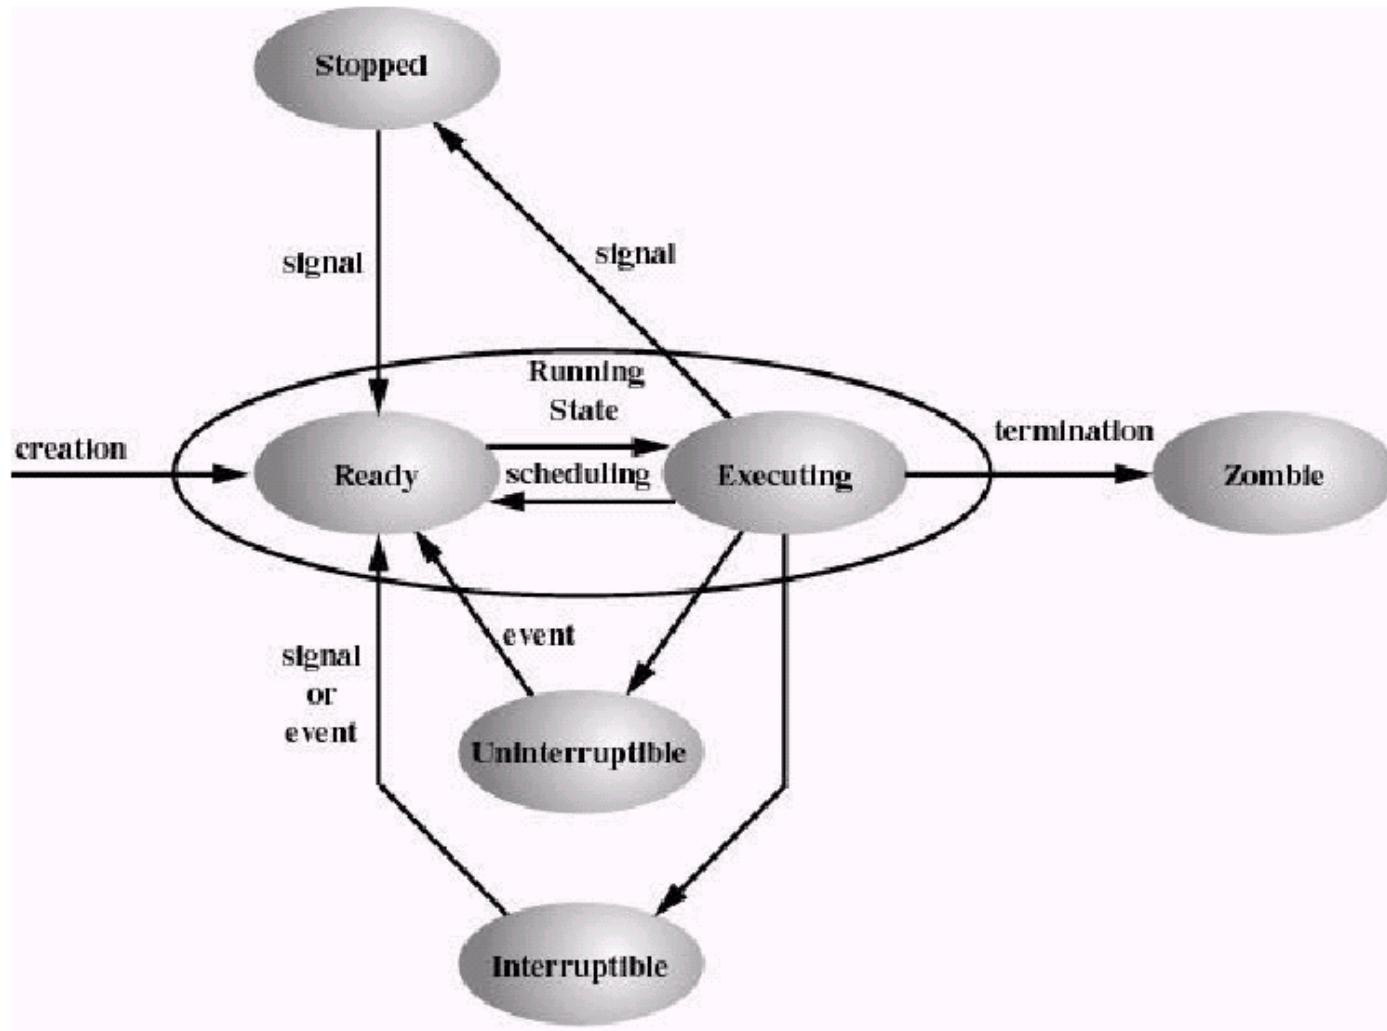 Stopped
signal
signal
Running
State
creation
termination
Ready
scheduling
Executing
Zombie
event
signal
or
event
Uninterruptible
Interruptible